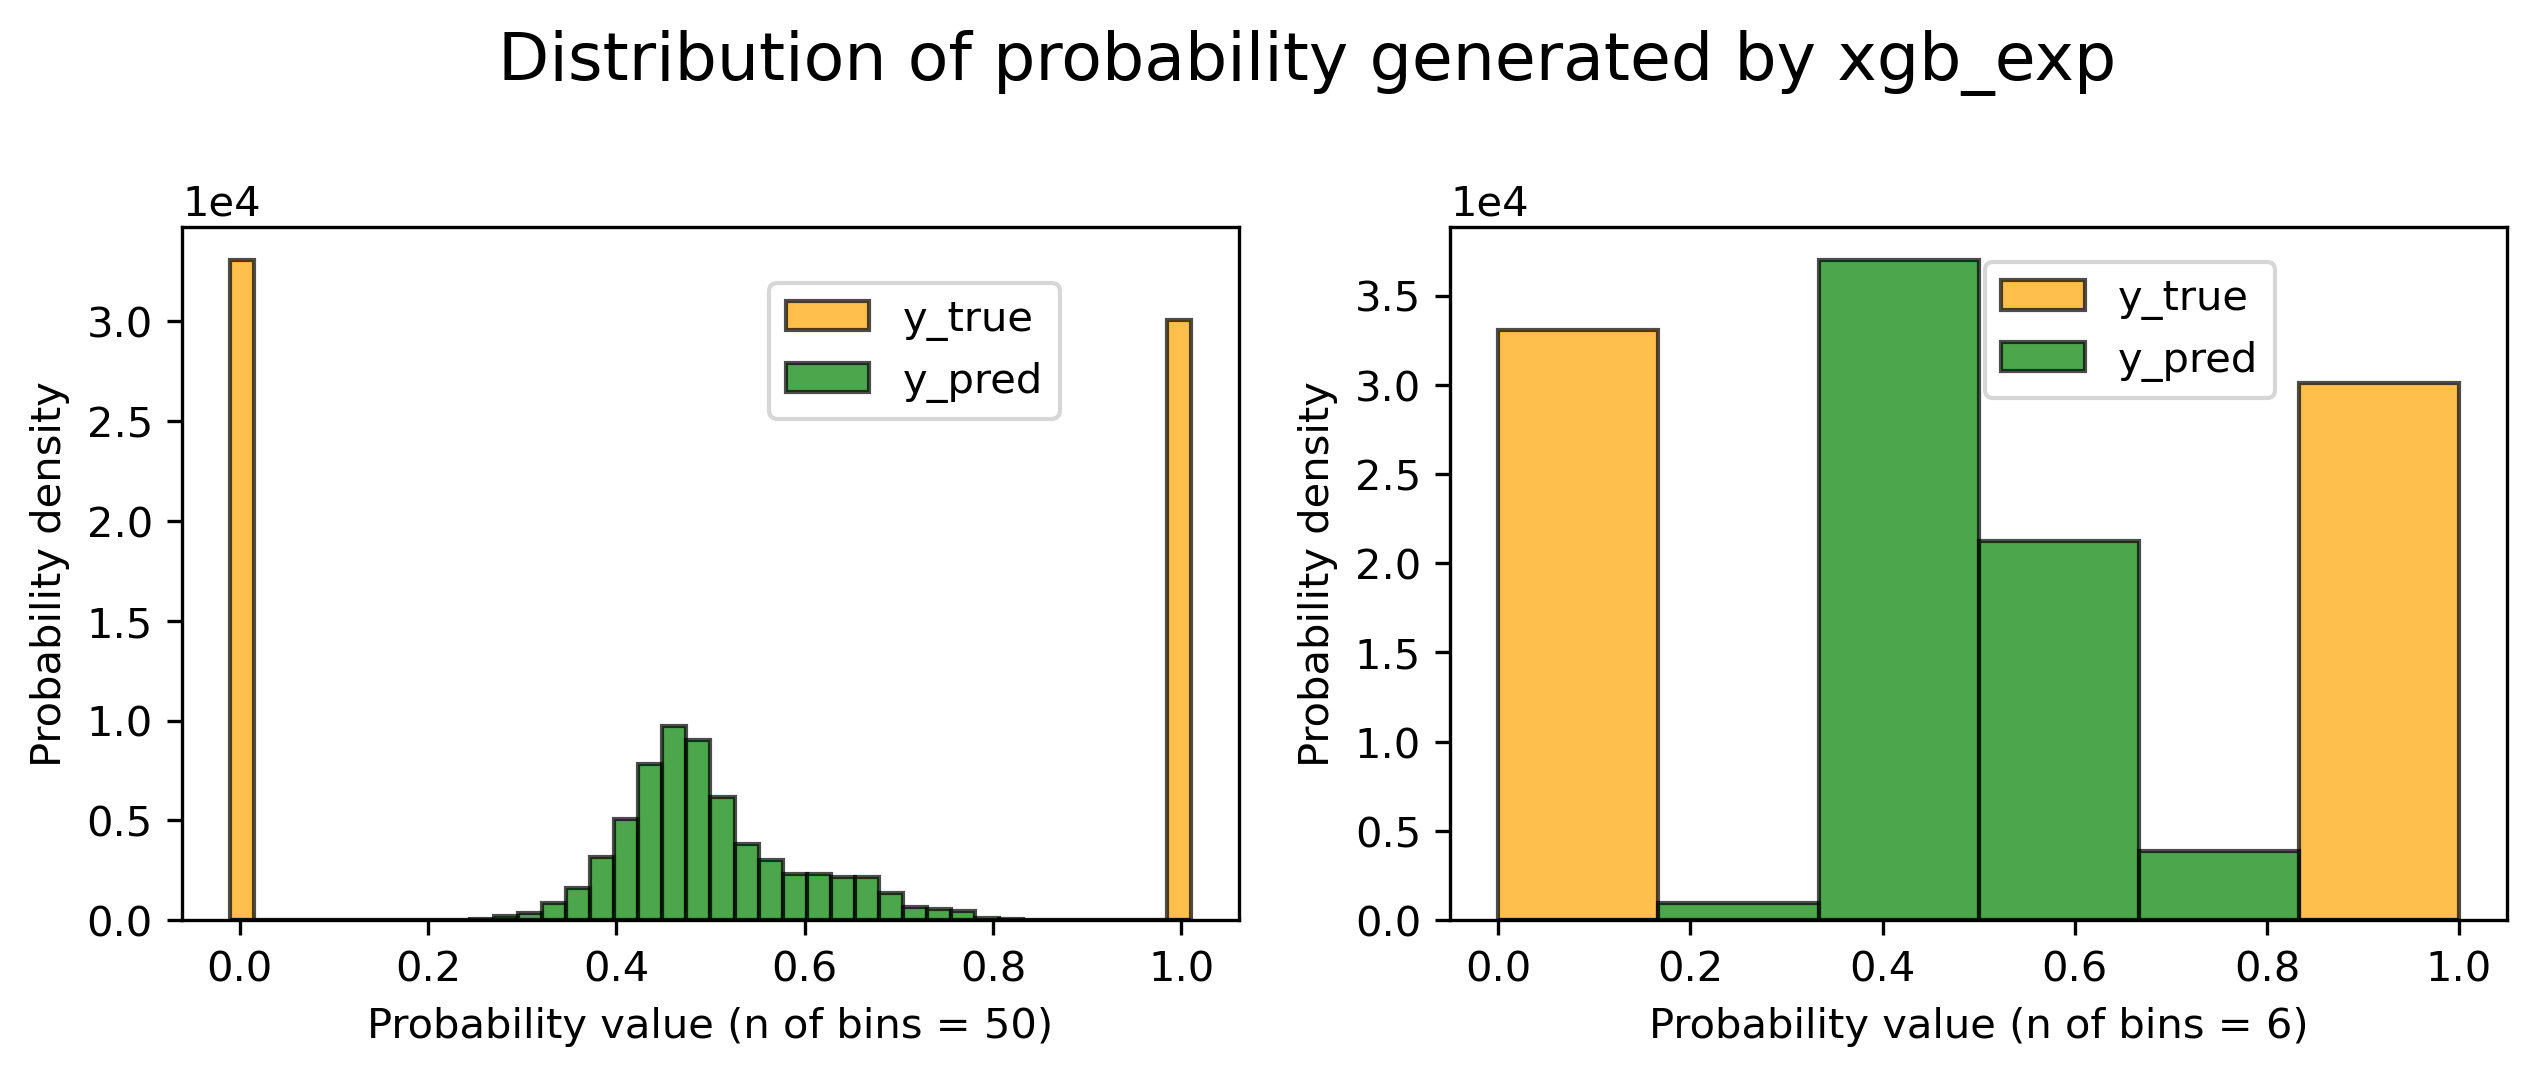 Distribution of probability generated by xgb_exp
1e4
Probability density
3.0
2.5
2.0
1.5
1.0
0.5
0.0
y_true
y_pred
0.0 0.2 0.4 0.6 0.8 1.0
Probability value (n of bins = 50)
1e4
Probability density
3.5
3.0
2.5
2.0
1.5
1.0
0.5
0.0
y_true
y_pred
0.0 0.2 0.4 0.6 0.8 1.0
Probability value (n of bins = 6)